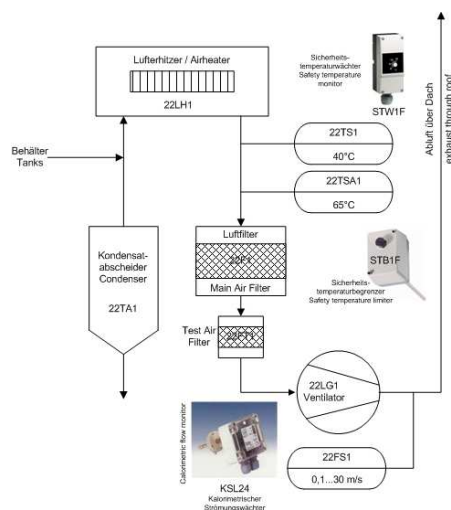 Lufterhitzer / Airheater
22LH1
Sicherheits-
temperaturwächter
Safety temperature
monitor
STW1F
Abluft über Dach
exhaust through roof
Behälter
Tanks
22TS1
40°C
22TSA1
65°C
Kondensat-
abscheider
Condenser
22TA1
Luftfilter
22F1
Main Air Filter
STB1F
Sicherheits-
temperaturbegrenzer
Safety temperature limiter
Test Air
Filter
22FT1
22LG1
Ventilator
Calorimetric flow monitor
KSL24
Kalorimetrischer
Strömungswächter
22FS1
0,1...30 m/s